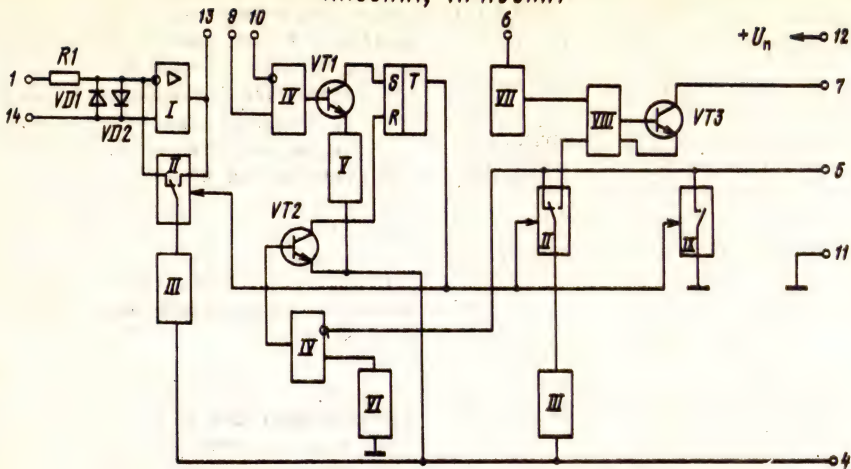 13 9 10 6
+Uп 12
1 R1 VT1
I IV S T VII VIII 7
14 VD1 VD2 R VT3
V 5
II
VT2 II IX
11
III
IV III
VI
4